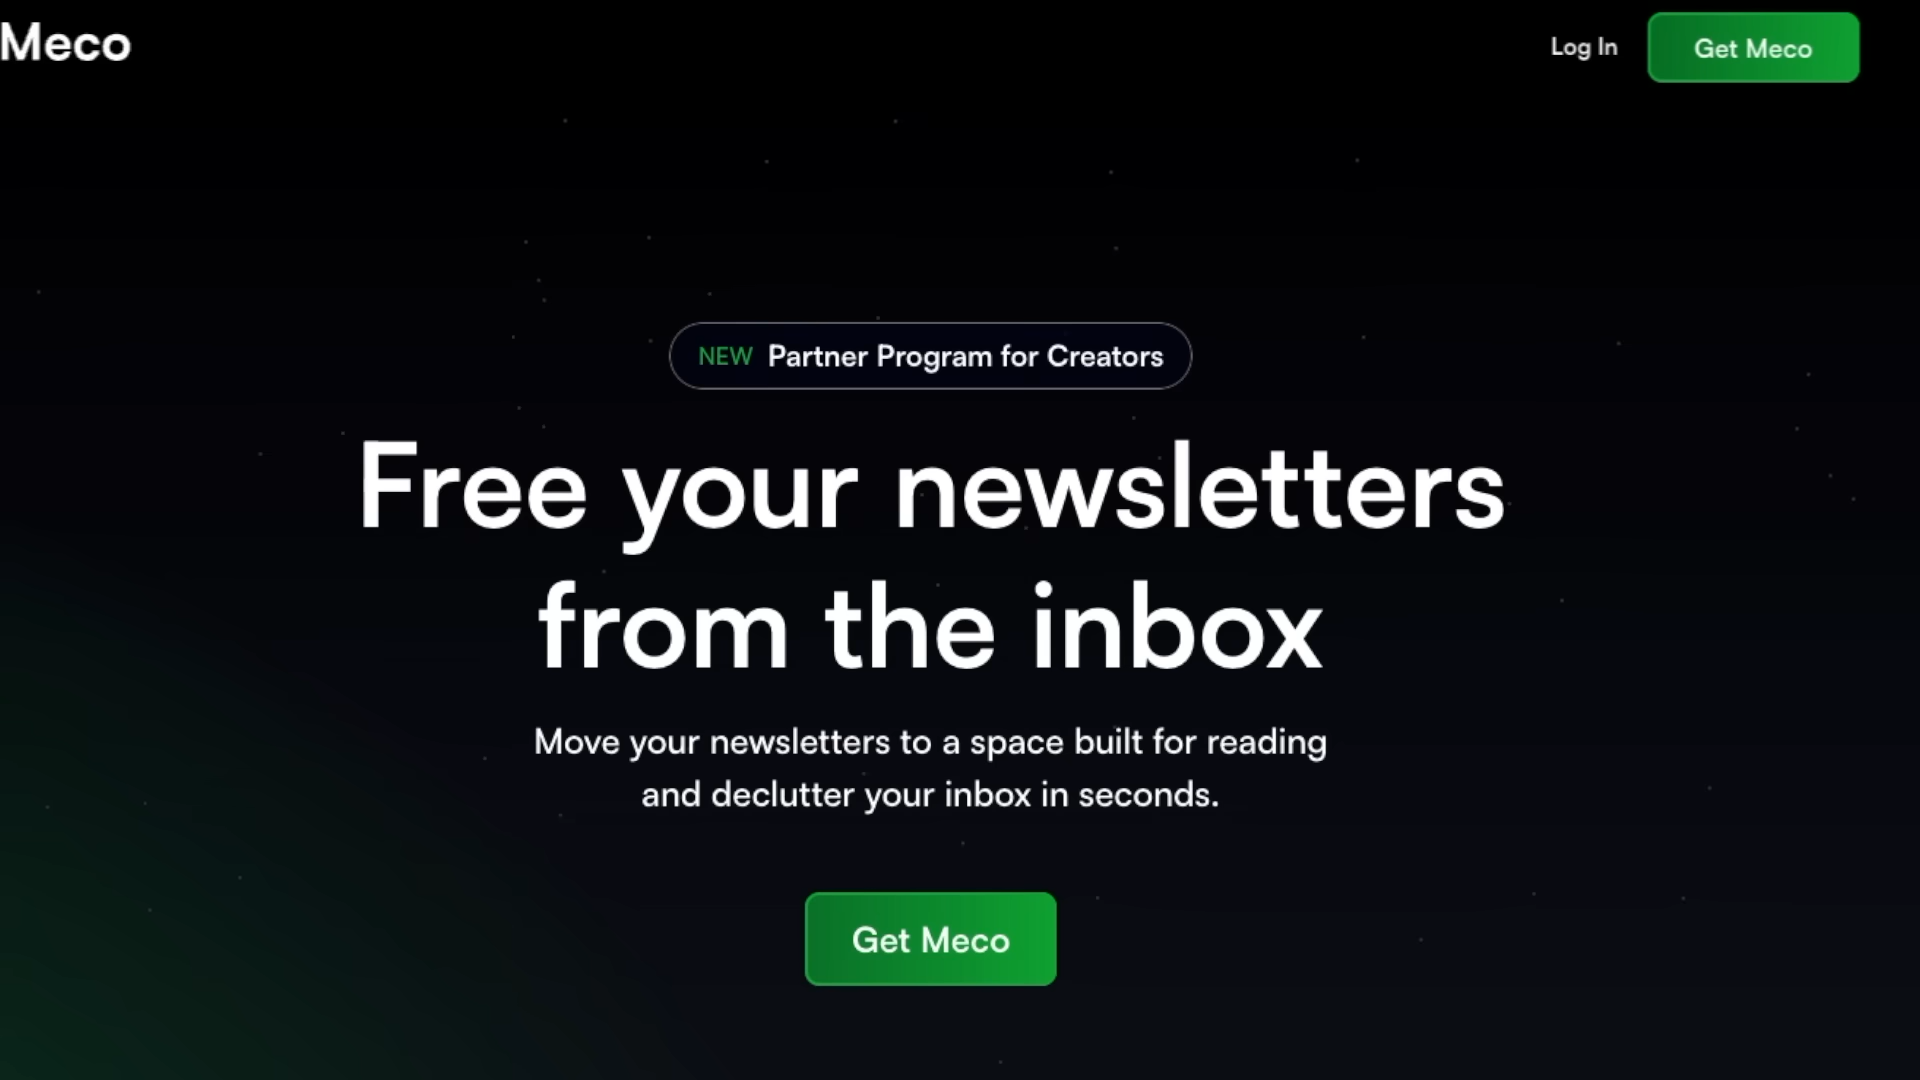 Meco
Log In
Get Meco
NEW Partner Program for Creators
Free your newsletters
from the inbox
Move your newsletters to a space built for reading
and declutter your inbox in seconds.
Get Meco